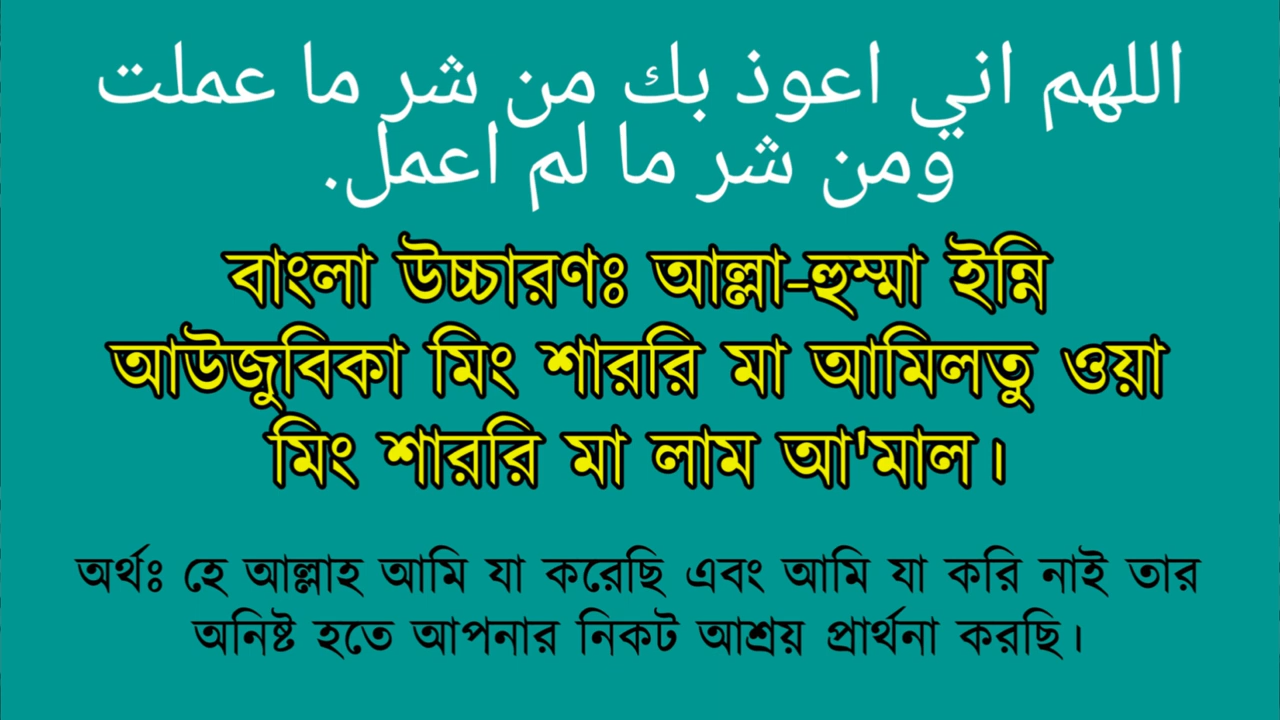 اللهم اني اعوذ بك من شر ما عملت
ومن شر ما لم اعمل.
বাংলা উচ্চারণঃ আল্লা-হুম্মা ইন্নি
আউজুবিকা মিং শাররি মা আমিলতু ওয়া
মিং শাররি মা লাম আ'মাল।
অর্থঃ হে আল্লাহ আমি যা করেছি এবং আমি যা করি নাই তার
অনিষ্ট হতে আপনার নিকট আশ্রয় প্রার্থনা করছি।